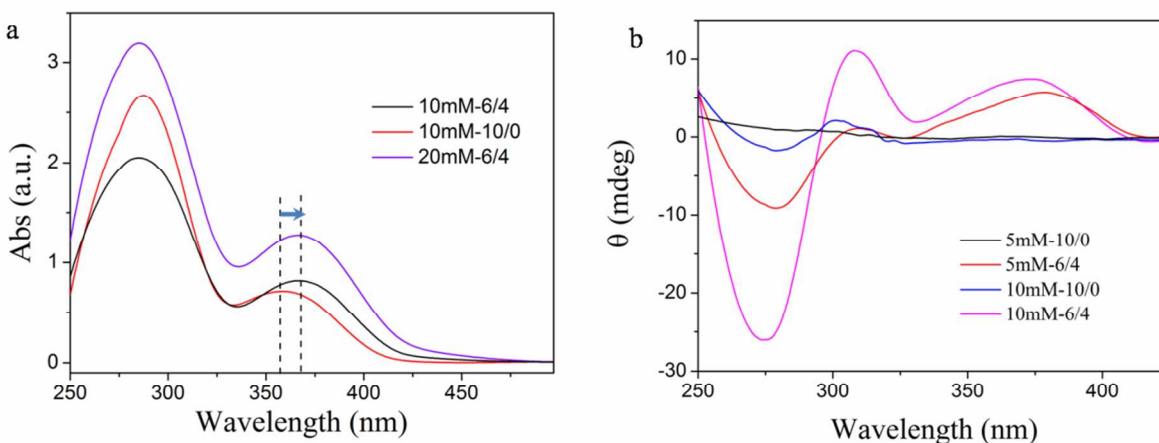 a
3
2
1
0
Abs (a.u.)
10mM-6/4
10mM-10/0
20mM-6/4
250 300 350 400 450
Wavelength (nm)
b
10
0
-10
-20
-30
θ (mdeg)
5mM-10/0
5mM-6/4
10mM-10/0
10mM-6/4
250 300 350 400
Wavelength (nm)